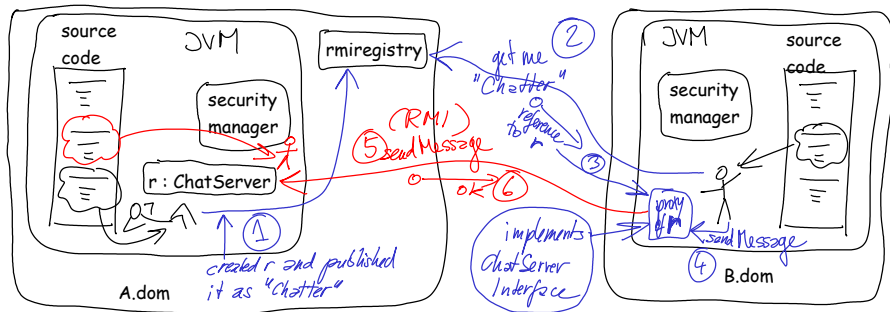 source
code
JVM
rmiregistry
security
manager
r : ChatServer
1
created r and published
it as "Chatter"
A.dom
2
get me
"Chatter"
reference
to r
3
(RMI)
5 sendMessage
ok 6
implements
ChatServer
Interface
proxy
of r
sendMessage
4
JVM
source
code
security
manager
B.dom